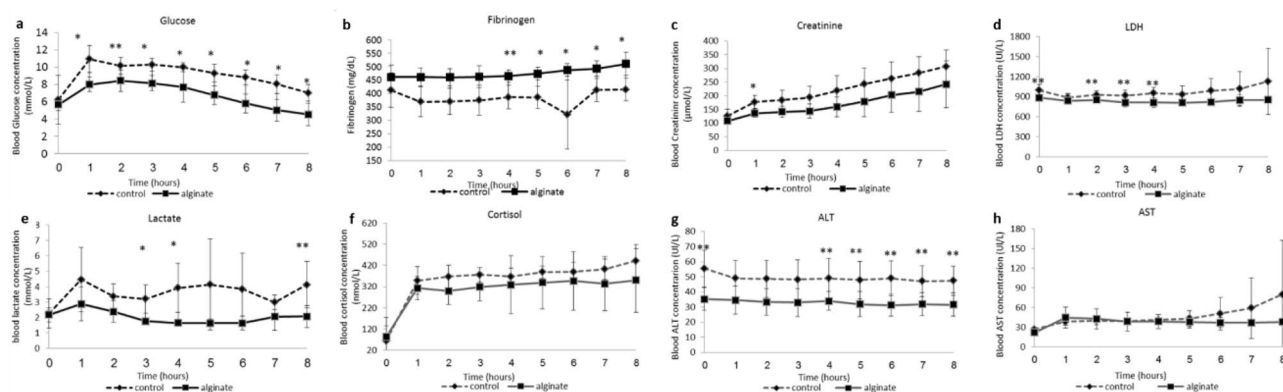 a
Glucose
Blood Glucose concentration
(mmol/L)
14
12
10
8
6
4
2
0
* ** * * * * * *
0 1 2 3 4 5 6 7 8
Time (hours)
control alginate
b
Fibrinogen
Fibrinogen (mg/dL)
600
550
500
450
400
350
300
250
200
150
** * * * *
0 1 2 3 4 5 6 7 8
Time (hours)
control alginate
c
Creatinine
Blood Creatininr concentration
(µmol/L)
400
350
300
250
200
150
100
50
0
*
0 1 2 3 4 5 6 7 8
Time (hours)
control alginate
d
LDH
Blood LDH concentration (UI/L)
1800
1500
1200
900
600
300
0
** ** ** **
0 1 2 3 4 5 6 7 8
Time (hours)
control alginate
e
Lactate
blood lactate concentration
(mmol/L)
8
7
6
5
4
3
2
1
0
* * **
0 1 2 3 4 5 6 7 8
Time (hours)
control alginate
f
Cortisol
Blood cortisol concentration
(nmol/L)
620
520
420
320
220
120
20
0 1 2 3 4 5 6 7 8
Time (hours)
control alginate
g
ALT
Blood ALT concentrarion (UI/L)
80
70
60
50
40
30
20
10
0
** ** ** ** ** **
0 1 2 3 4 5 6 7 8
Time (hours)
control alginate
h
AST
Blood AST concentrarion (UI/L)
150
120
90
60
30
0
0 1 2 3 4 5 6 7 8
Time (hours)
control alginate